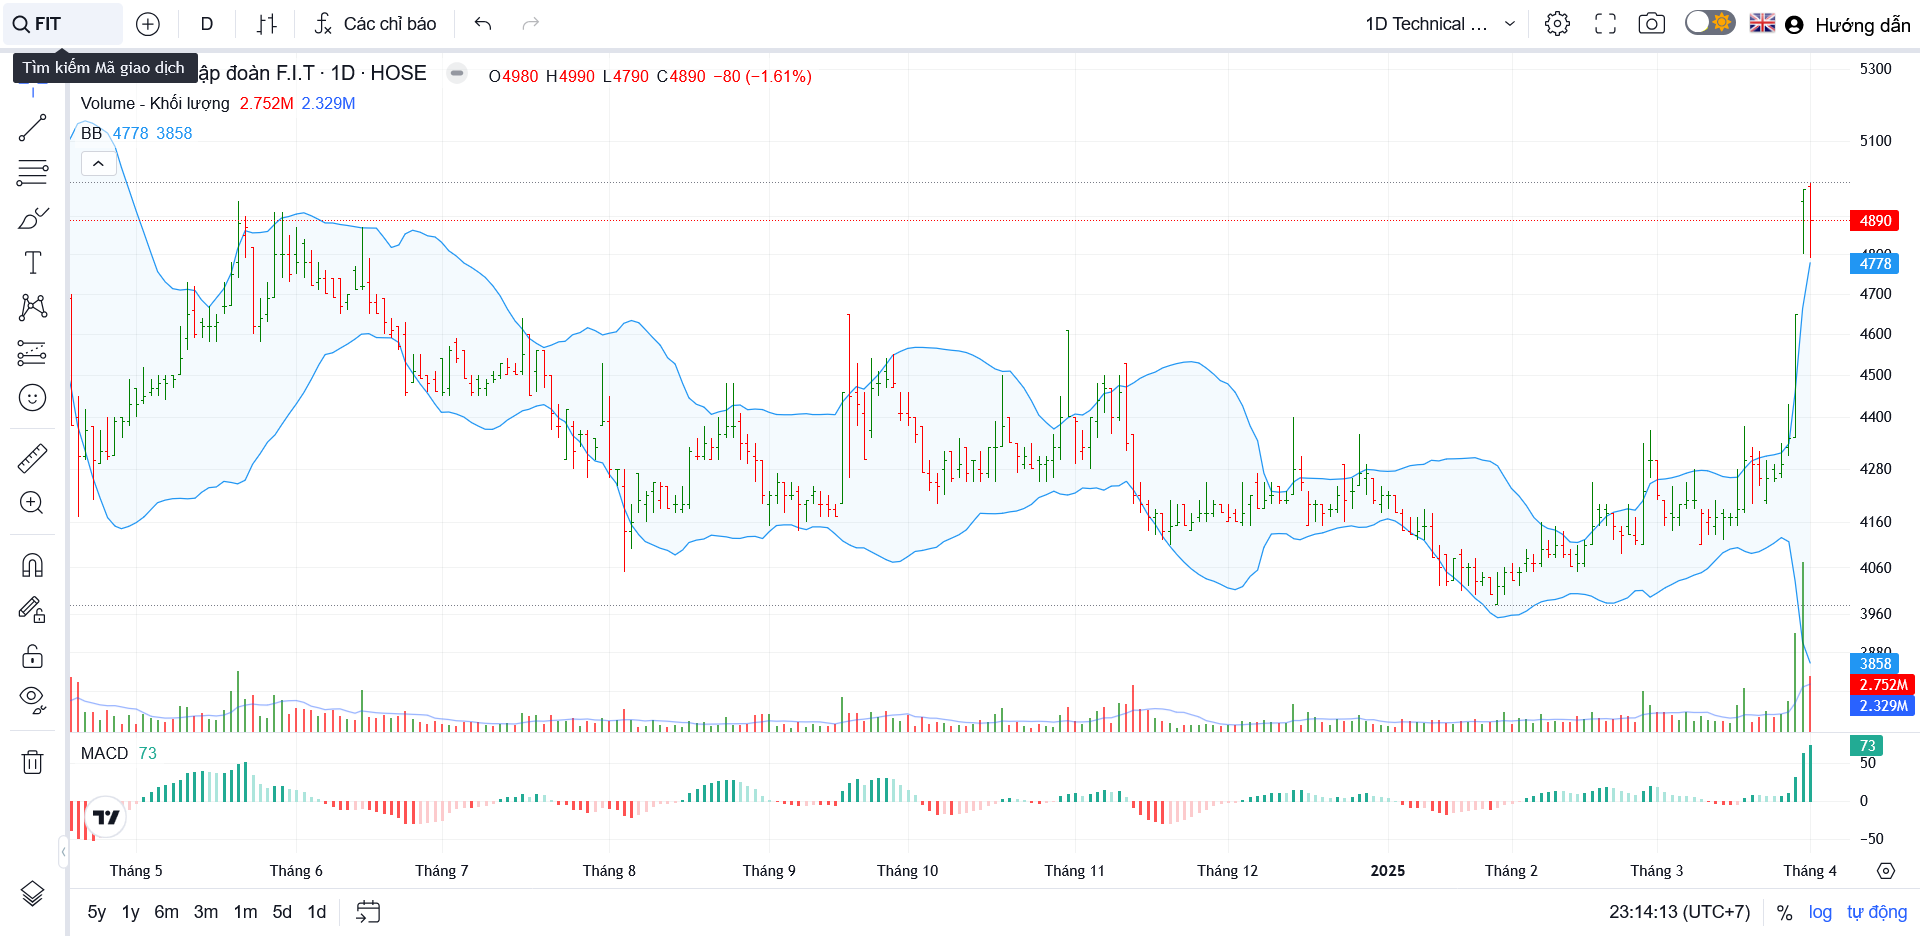 FIT
D
Các chỉ báo
1D Technical ...
Hướng dẫn
Tìm kiếm Mã giao dịch
ập đoàn F.I.T · 1D · HOSE
O4980 H4990 L4790 C4890 −80 (−1.61%)
Volume - Khối lượng 2.752M 2.329M
BB 4778 3858
5300
5100
4890
4778
4700
4600
4500
4400
4280
4160
4060
3960
3858
2.752M
2.329M
MACD 73
73
50
0
−50
Tháng 5 Tháng 6 Tháng 7 Tháng 8 Tháng 9 Tháng 10 Tháng 11 Tháng 12 2025 Tháng 2 Tháng 3 Tháng 4
5y 1y 6m 3m 1m 5d 1d
23:14:13 (UTC+7) % log tự động